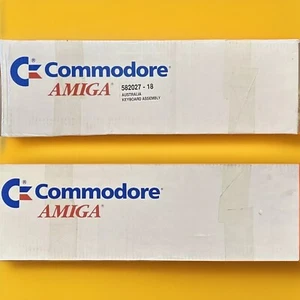 Commodore®
AMIGA® 582027 - 18
AUSTRALIA
KEYBOARD ASSEMBLY
Commodore®
AMIGA®